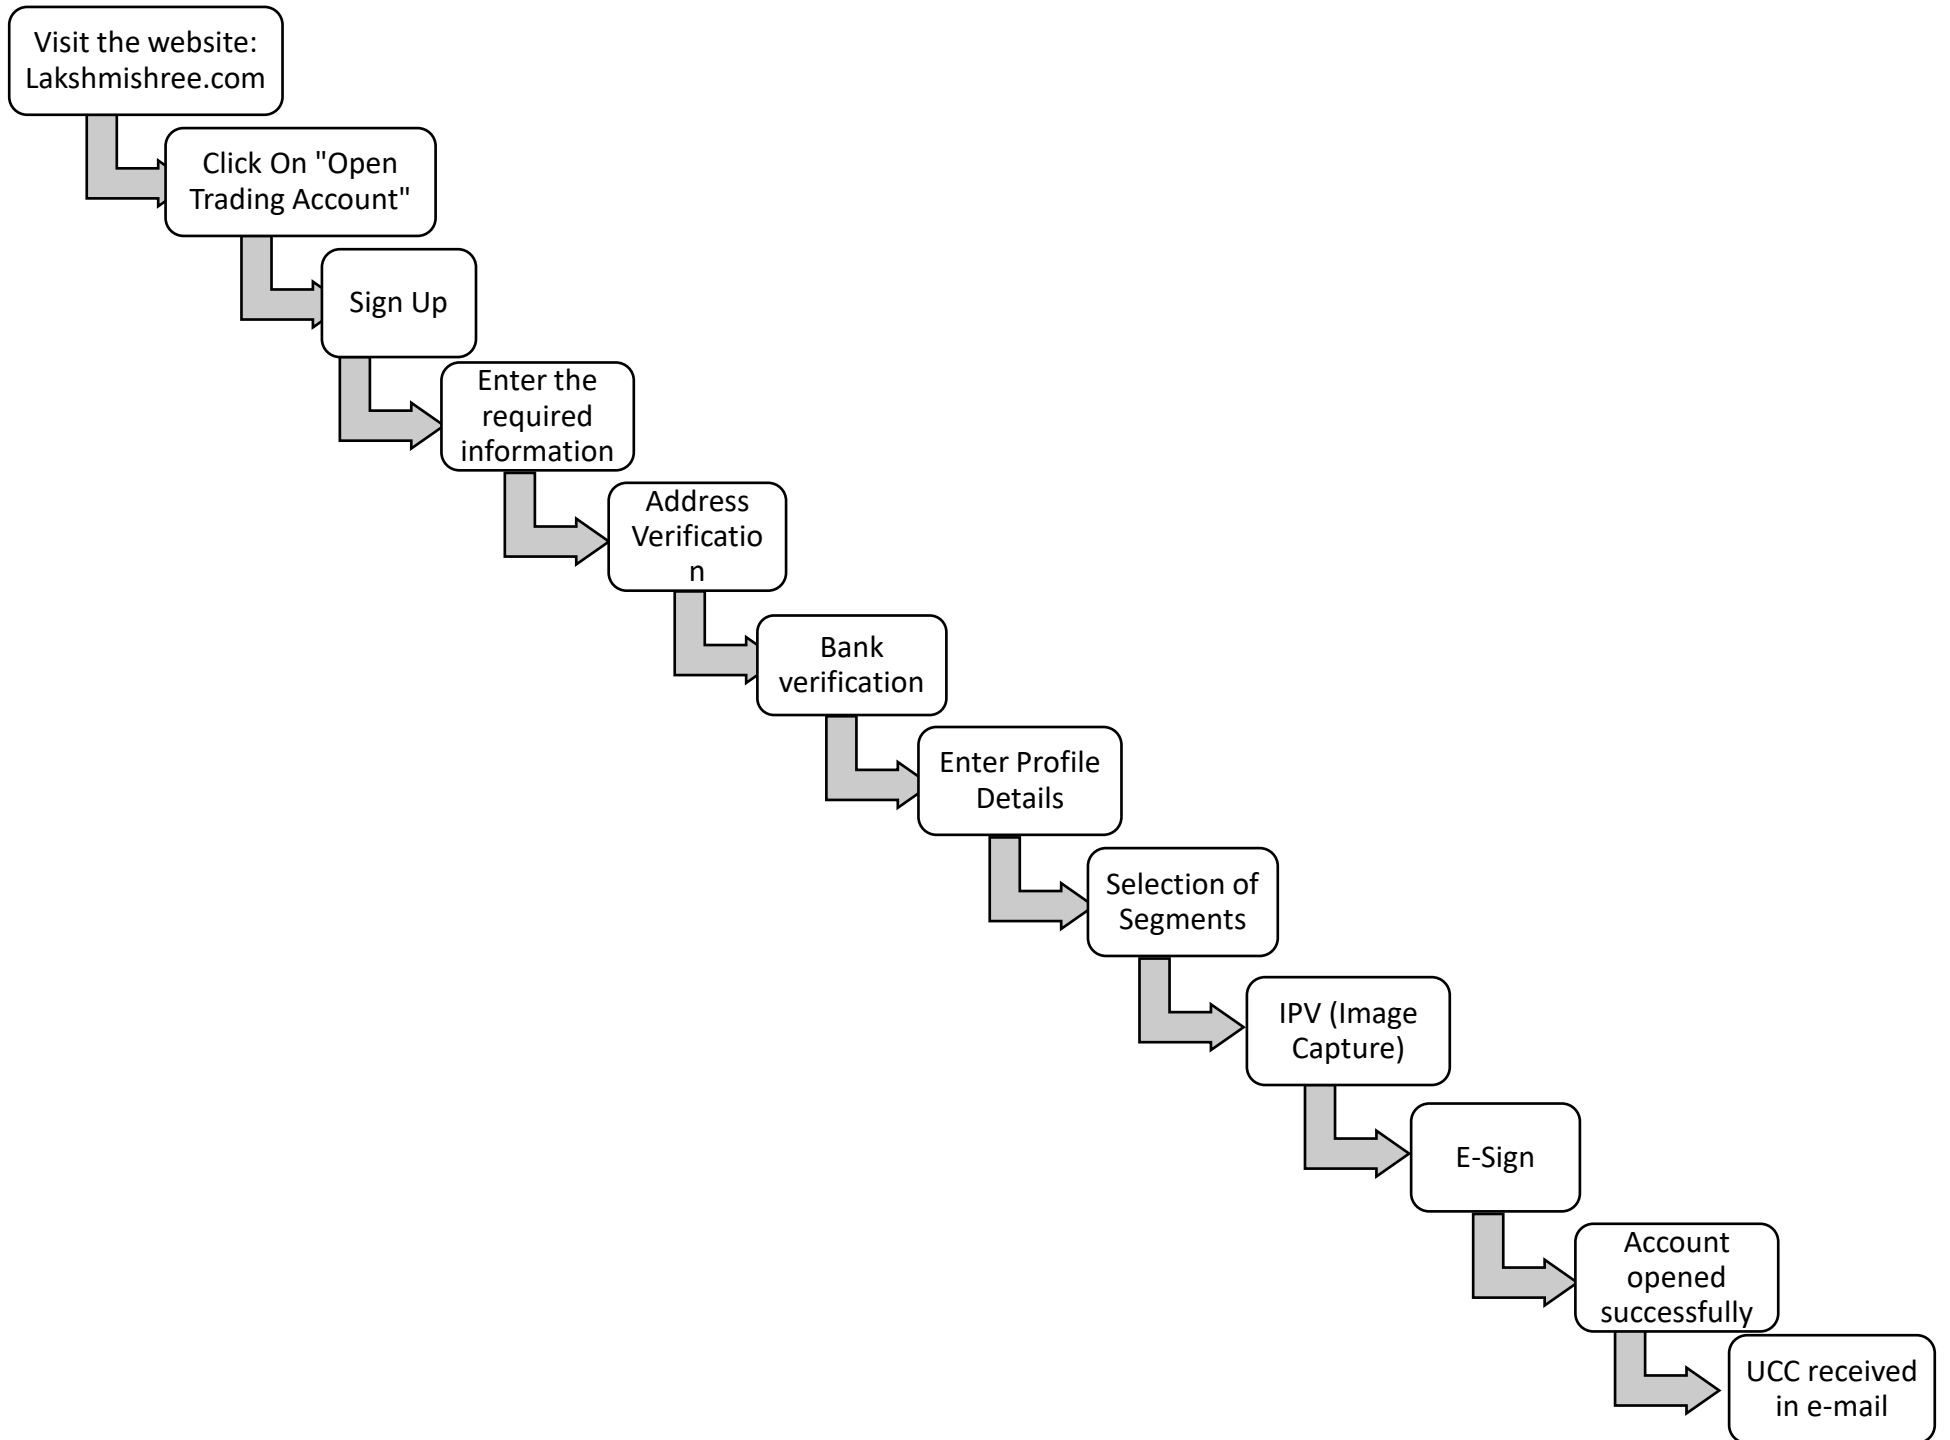 Visit the website:
Lakshmishree.com
Click On "Open
Trading Account"
Sign Up
Enter the
required
information
Address
Verificatio
n
Bank
verification
Enter Profile
Details
Selection of
Segments
IPV (Image
Capture)
E-Sign
Account
opened
successfully
UCC received
in e-mail